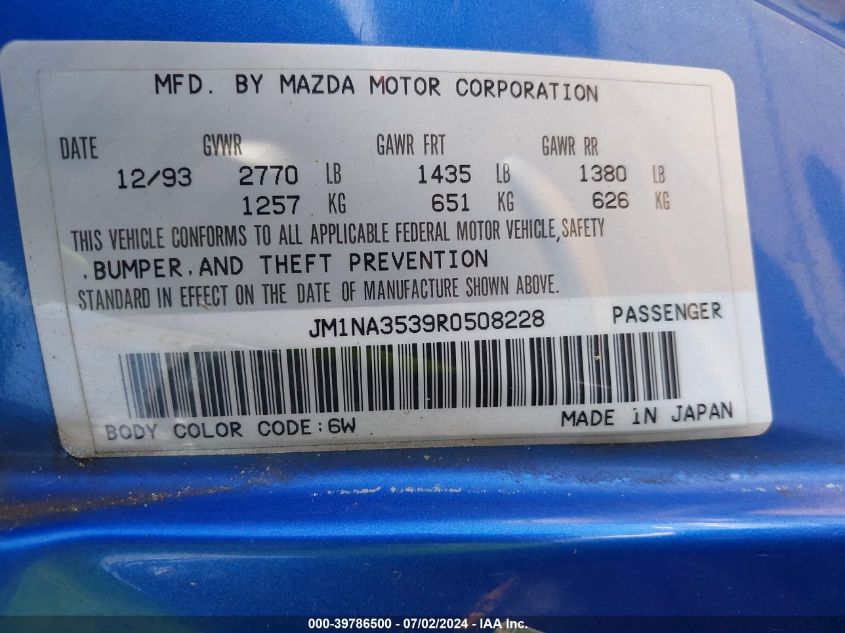 MFD. BY MAZDA MOTOR CORPORATION
DATE GVWR GAWR FRT GAWR RR
12/93 2770 LB 1435 LB 1380 LB
1257 KG 651 KG 626 KG
THIS VEHICLE CONFORMS TO ALL APPLICABLE FEDERAL MOTOR VEHICLE,SAFETY
,BUMPER,AND THEFT PREVENTION
STANDARD IN EFFECT ON THE DATE OF MANUFACTURE SHOWN ABOVE.
JM1NA3539R0508228 PASSENGER
BODY COLOR CODE:6W MADE IN JAPAN
000-39786500 - 07/02/2024 - IAA Inc.